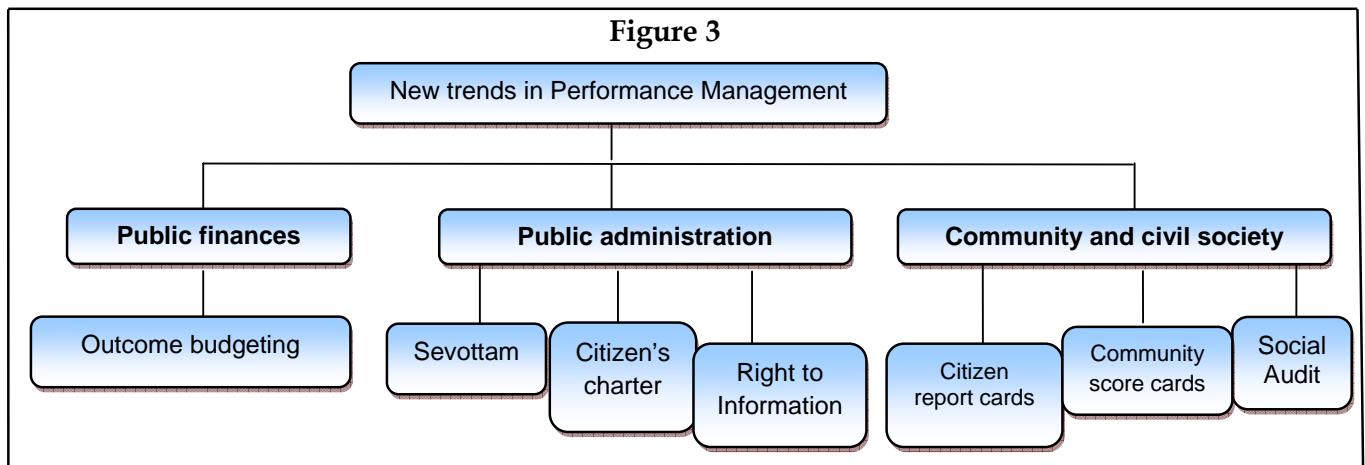 Figure 3
New trends in Performance Management
Public finances
Public administration
Community and civil society
Outcome budgeting
Sevottam
Citizen's
charter
Right to
Information
Citizen
report cards
Community
score cards
Social
Audit